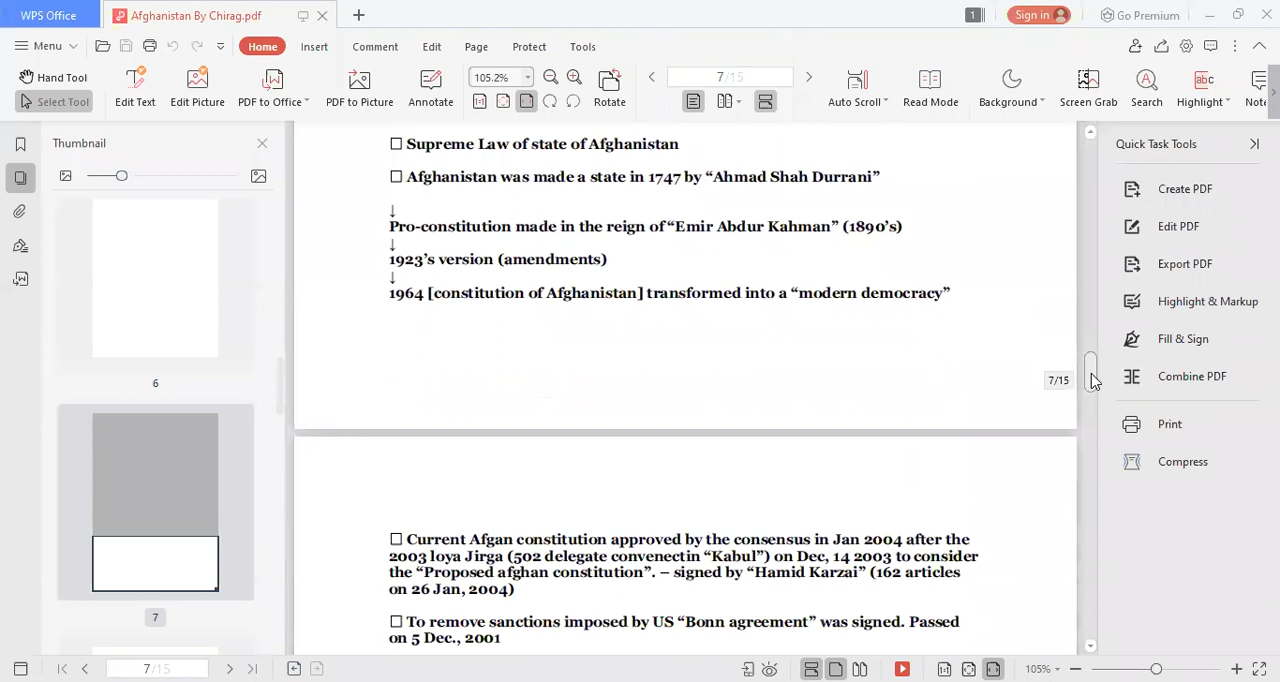 WPS Office
Afghanistan By Chirag.pdf
1
Sign in
Go Premium
Menu
Home
Insert
Comment
Edit
Page
Protect
Tools
Hand Tool
Select Tool
Edit Text
Edit Picture
PDF to Office
PDF to Picture
Annotate
105.2%
Rotate
7/15
Auto Scroll
Read Mode
Background
Screen Grab
Search
Highlight
Note
Thumbnail
6
7
☐ Supreme Law of state of Afghanistan
☐ Afghanistan was made a state in 1747 by “Ahmad Shah Durrani”
↓
Pro-constitution made in the reign of “Emir Abdur Kahman” (1890’s)
↓
1923’s version (amendments)
↓
1964 [constitution of Afghanistan] transformed into a “modern democracy”
7/15
☐ Current Afgan constitution approved by the consensus in Jan 2004 after the
2003 loya Jirga (502 delegate convenectin “Kabul”) on Dec, 14 2003 to consider
the “Proposed afghan constitution”. – signed by “Hamid Karzai” (162 articles
on 26 Jan, 2004)
☐ To remove sanctions imposed by US “Bonn agreement” was signed. Passed
on 5 Dec., 2001
Quick Task Tools
Create PDF
Edit PDF
Export PDF
Highlight & Markup
Fill & Sign
Combine PDF
Print
Compress
7/15
105%